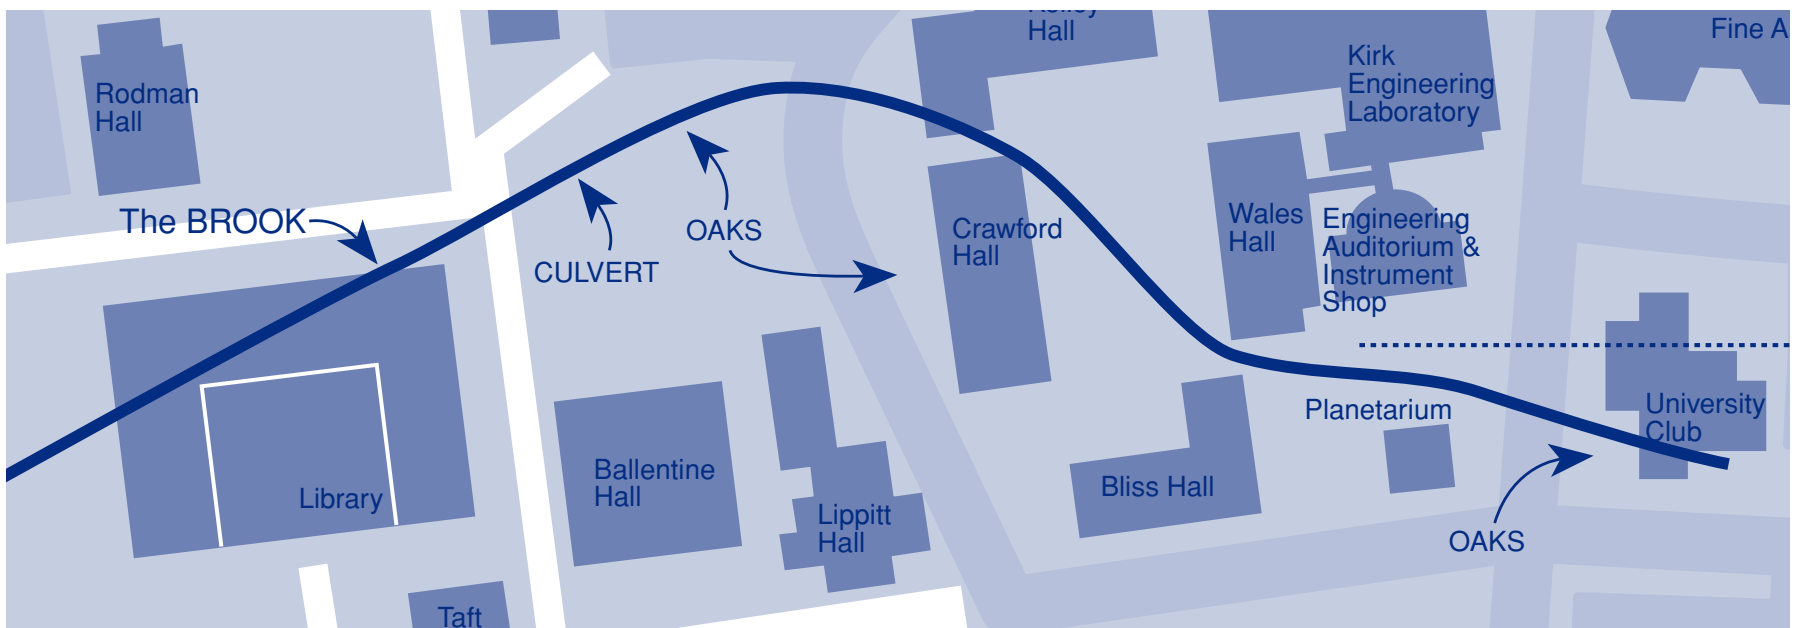 Hall
Fine A
Kirk
Engineering
Laboratory
Rodman
Hall
The BROOK
OAKS
CULVERT
Crawford
Hall
Wales
Hall
Engineering
Auditorium &
Instrument
Shop
Planetarium
University
Club
Ballentine
Hall
Library
Lippitt
Hall
Bliss Hall
OAKS
Taft